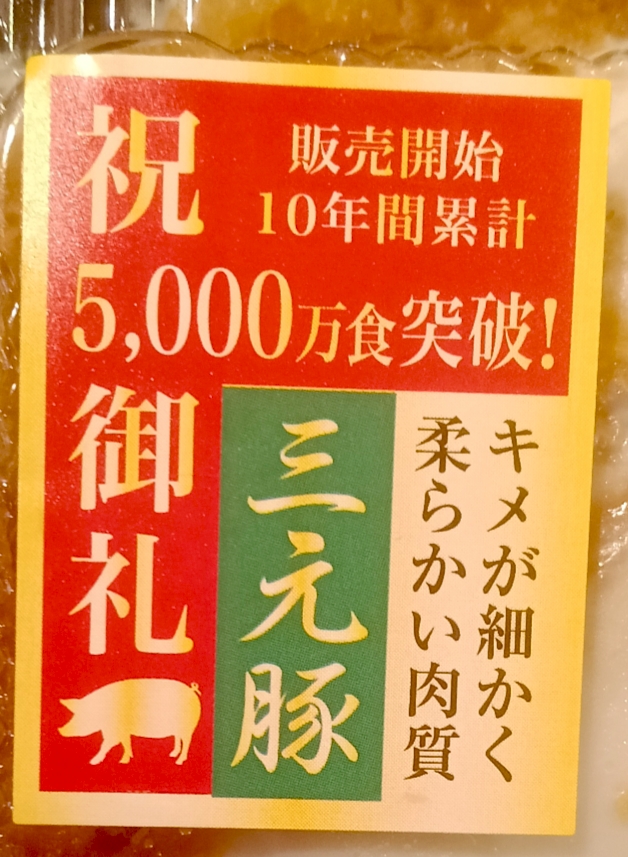 祝
販売開始
10年間累計
5,000万食突破!
御礼
三元豚
キメが細かく
柔らかい肉質